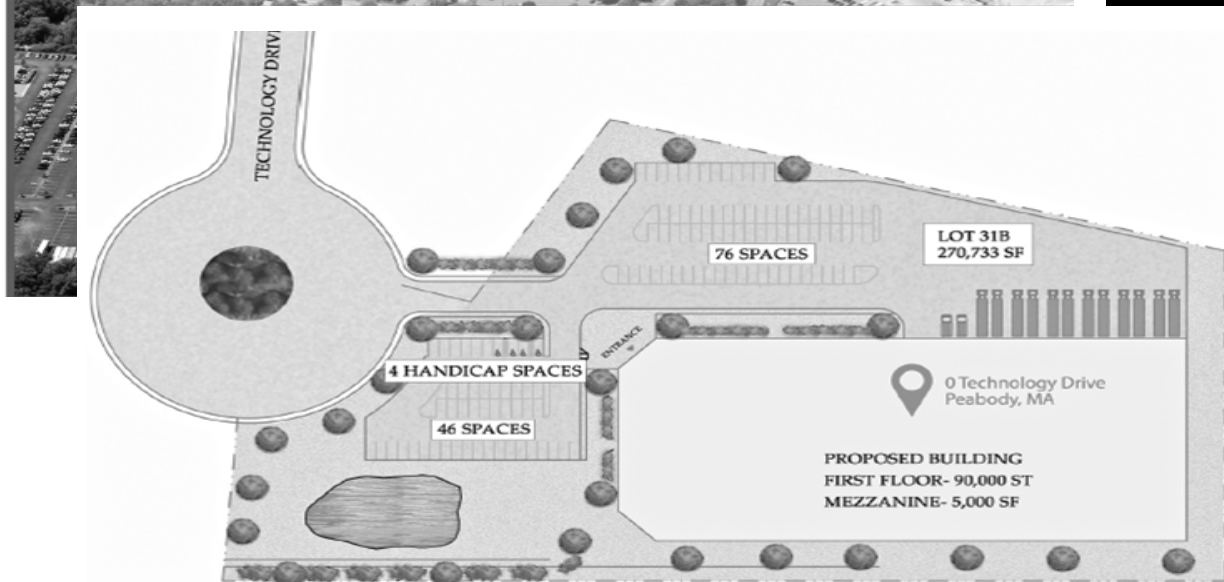 TECHNOLOGY DRIVE
76 SPACES
LOT 31B
270,733 SF
ENTRANCE
4 HANDICAP SPACES
46 SPACES
0 Technology Drive
Peabody, MA
PROPOSED BUILDING
FIRST FLOOR- 90,000 ST
MEZZANINE- 5,000 SF